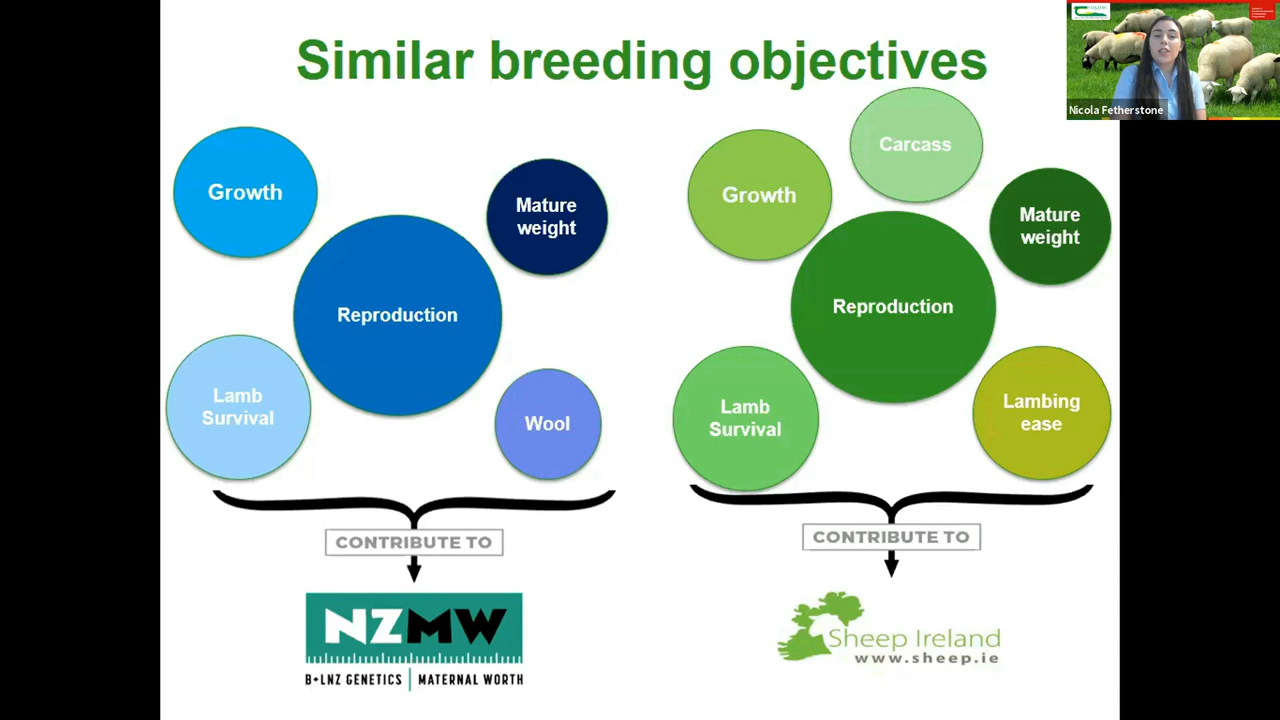 Similar breeding objectives
Nicola Fetherstone
Growth
Mature
weight
Reproduction
Lamb
Survival
Wool
CONTRIBUTE TO
NZMW
B+LNZ GENETICS | MATERNAL WORTH
Carcass
Growth
Mature
weight
Reproduction
Lamb
Survival
Lambing
ease
CONTRIBUTE TO
Sheep Ireland
www.sheep.ie